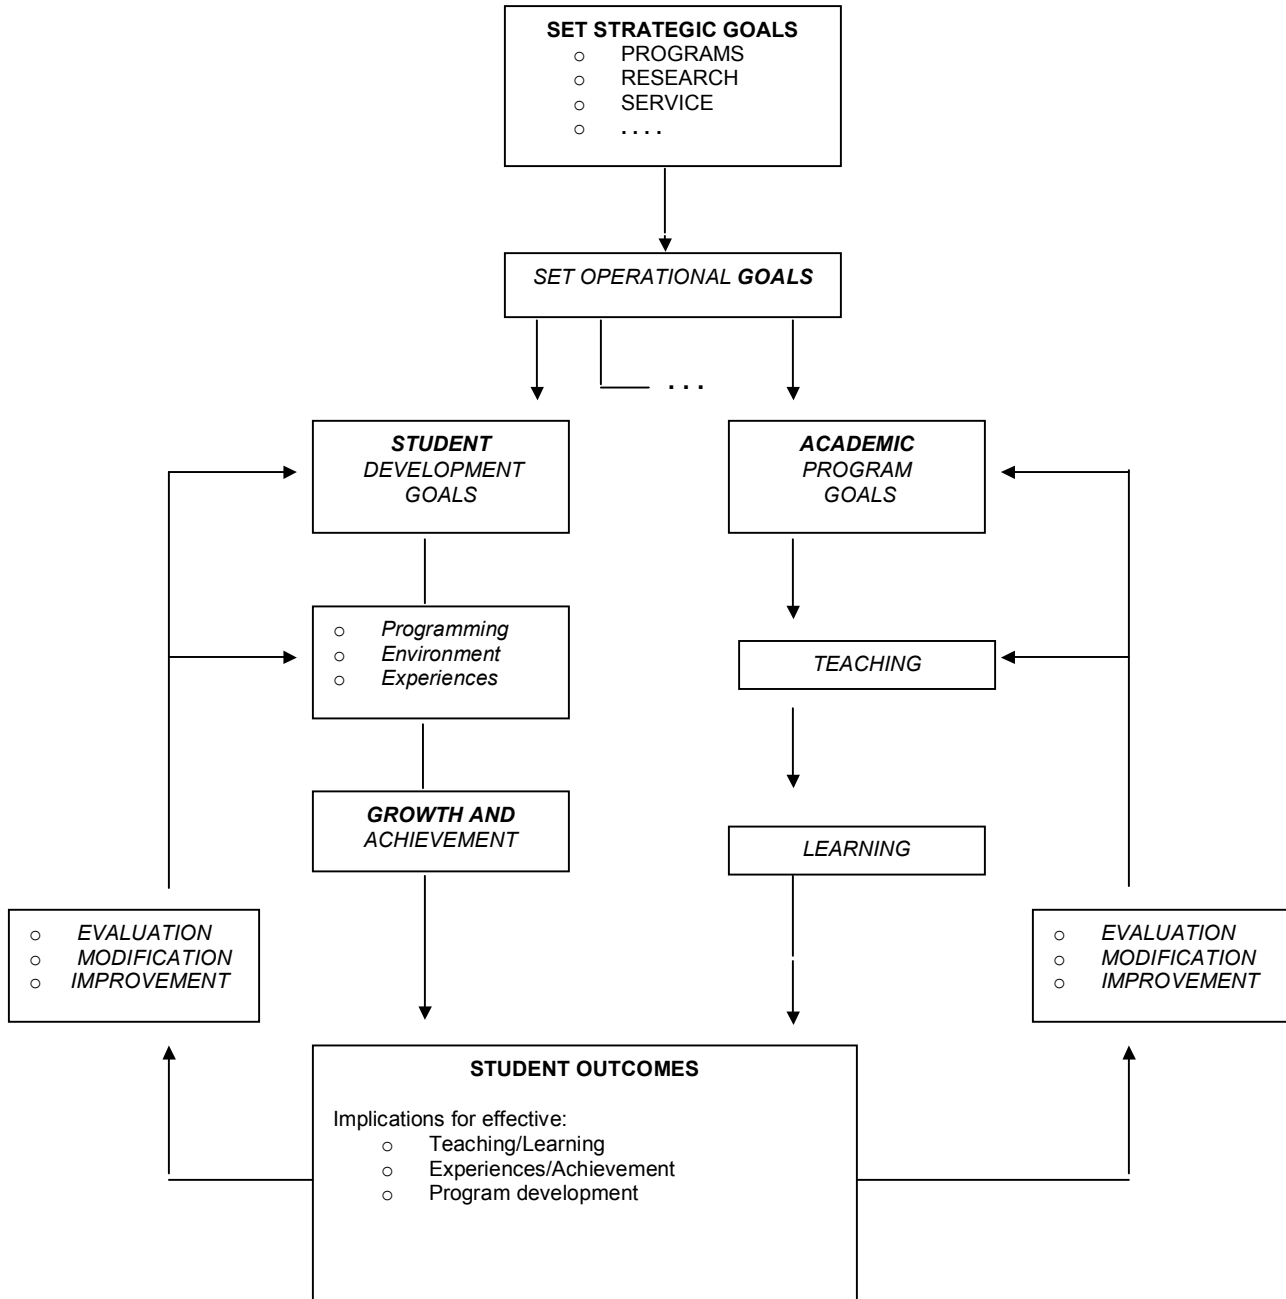 SET STRATEGIC GOALS
○ PROGRAMS
○ RESEARCH
○ SERVICE
○ . . . .
SET OPERATIONAL GOALS
. . .
STUDENT
DEVELOPMENT
GOALS
ACADEMIC
PROGRAM
GOALS
○ Programming
○ Environment
○ Experiences
TEACHING
GROWTH AND
ACHIEVEMENT
LEARNING
○ EVALUATION
○ MODIFICATION
○ IMPROVEMENT
○ EVALUATION
○ MODIFICATION
○ IMPROVEMENT
STUDENT OUTCOMES
Implications for effective:
○ Teaching/Learning
○ Experiences/Achievement
○ Program development